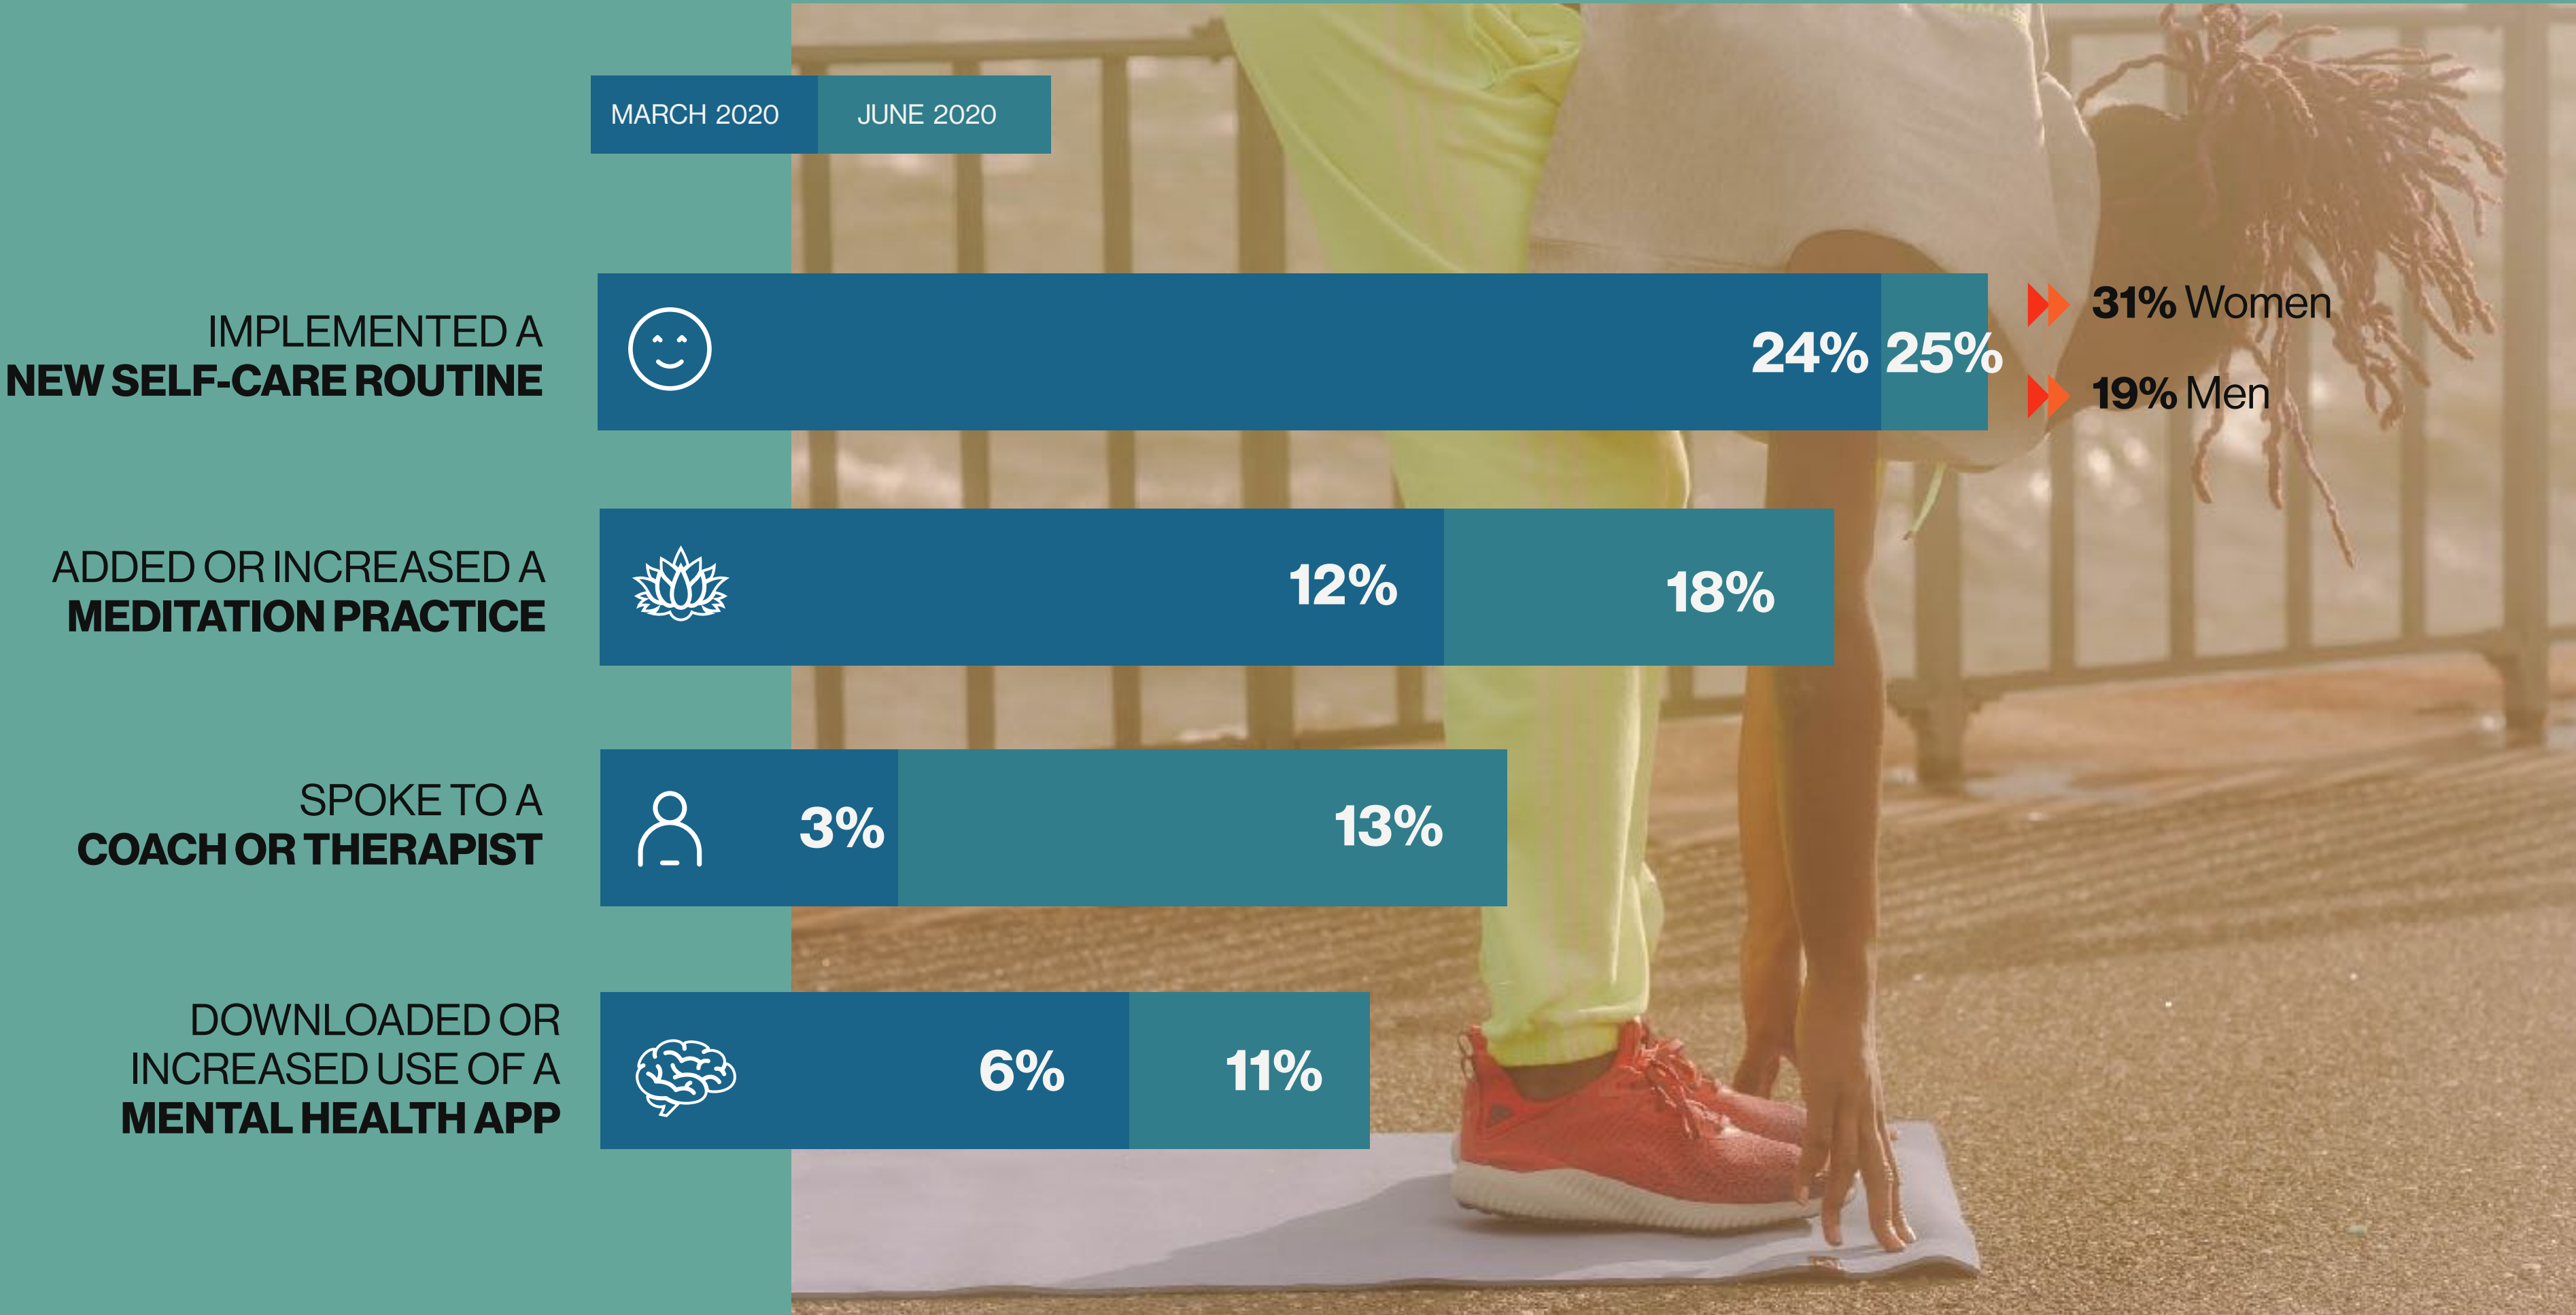 MARCH 2020 JUNE 2020
IMPLEMENTED A
NEW SELF-CARE ROUTINE
24% 25%
31% Women
19% Men
ADDED OR INCREASED A
MEDITATION PRACTICE
12% 18%
SPOKE TO A
COACH OR THERAPIST
3% 13%
DOWNLOADED OR
INCREASED USE OF A
MENTAL HEALTH APP
6% 11%